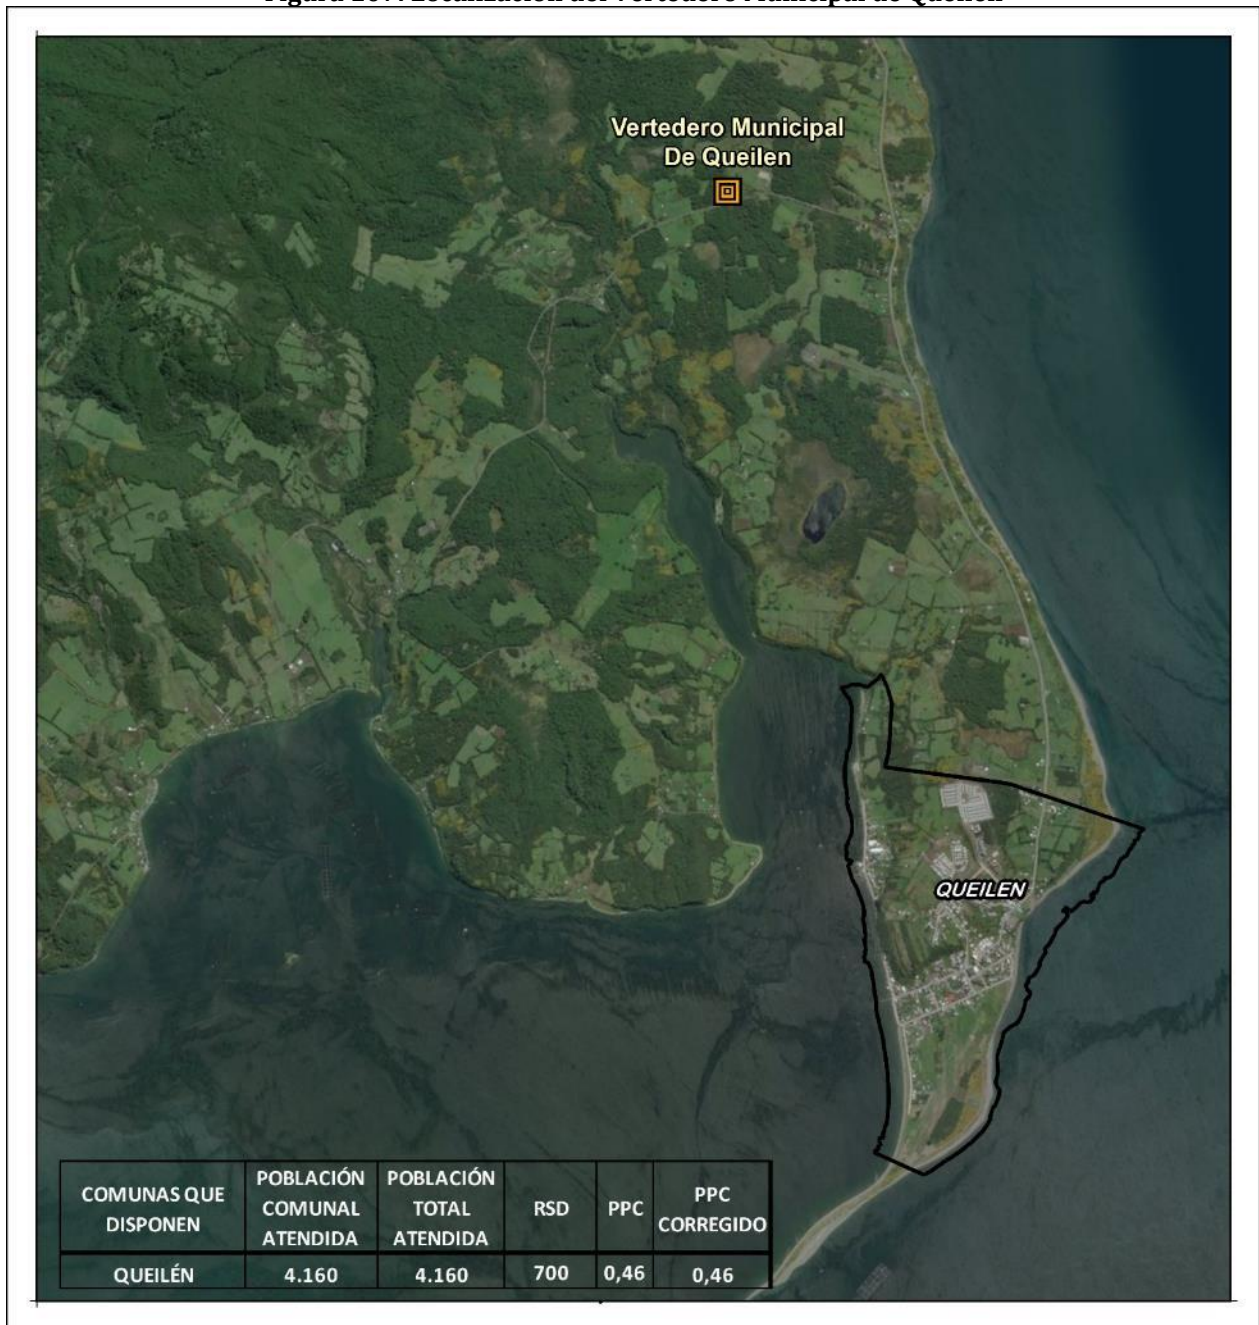 Vertedero Municipal
De Queilen
QUEILEN
COMUNAS QUE DISPONEN POBLACIÓN COMUNAL ATENDIDA POBLACIÓN TOTAL ATENDIDA RSD PPC PPC CORREGIDO
QUEILÉN 4.160 4.160 700 0,46 0,46